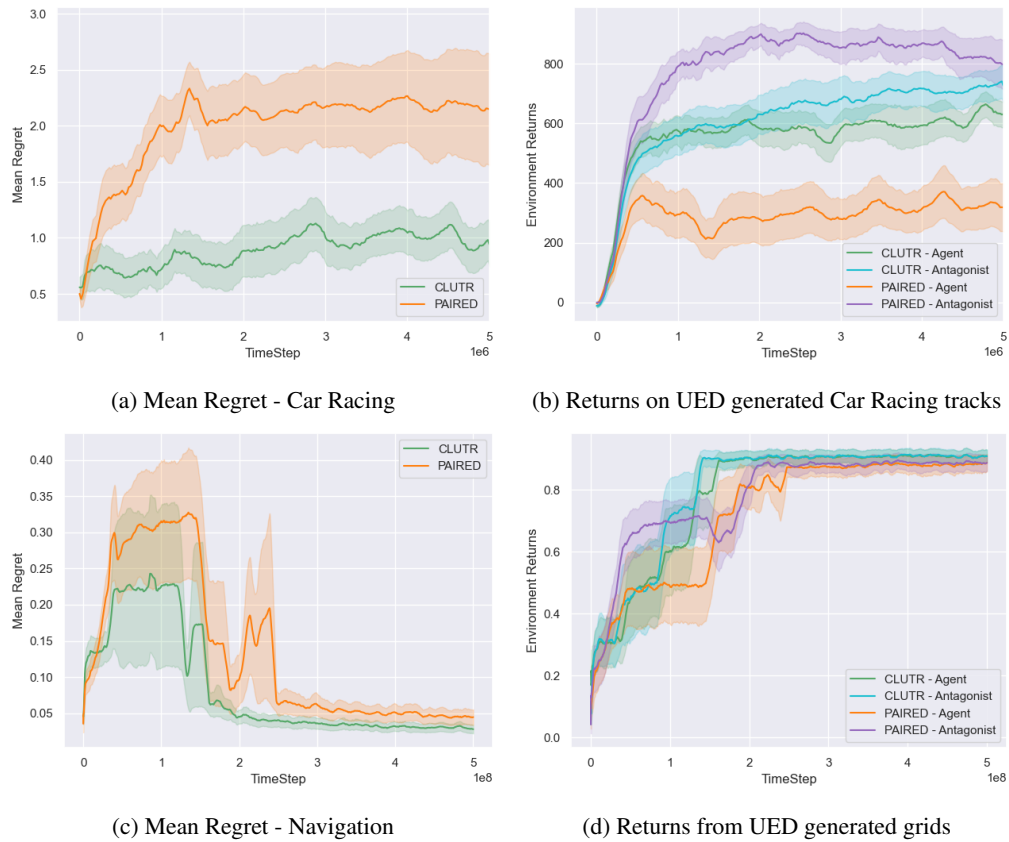 3.0
2.5
2.0
1.5
1.0
0.5
Mean Regret
0 1 2 3 4 5
TimeStep
1e6
CLUTR
PAIRED
(a) Mean Regret - Car Racing
800
600
400
200
0
Environment Returns
0 1 2 3 4 5
TimeStep
1e6
CLUTR - Agent
CLUTR - Antagonist
PAIRED - Agent
PAIRED - Antagonist
(b) Returns on UED generated Car Racing tracks
0.40
0.35
0.30
0.25
0.20
0.15
0.10
0.05
Mean Regret
0 1 2 3 4 5
TimeStep
1e8
CLUTR
PAIRED
(c) Mean Regret - Navigation
0.8
0.6
0.4
0.2
0.0
Environment Returns
0 1 2 3 4 5
TimeStep
1e8
CLUTR - Agent
CLUTR - Antagonist
PAIRED - Agent
PAIRED - Antagonist
(d) Returns from UED generated grids